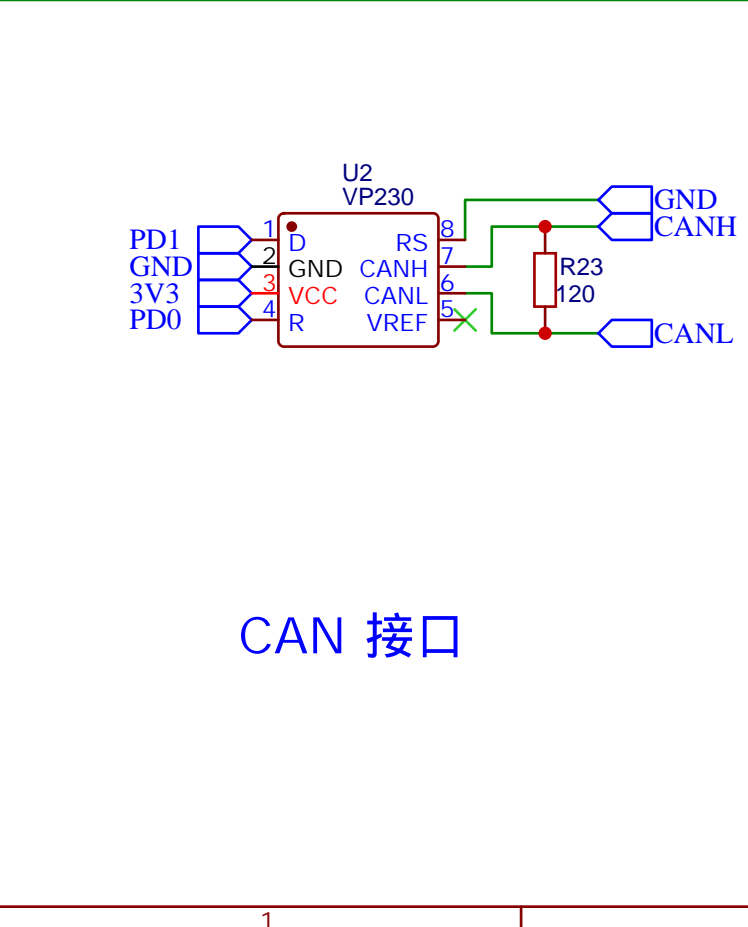 U2
VP230
PD1
GND
3V3
PD0
1
2
3
4
D
GND
VCC
R
RS
CANH
CANL
VREF
8
7
6
5
GND
CANH
R23
120
CANL
CAN 接口
1